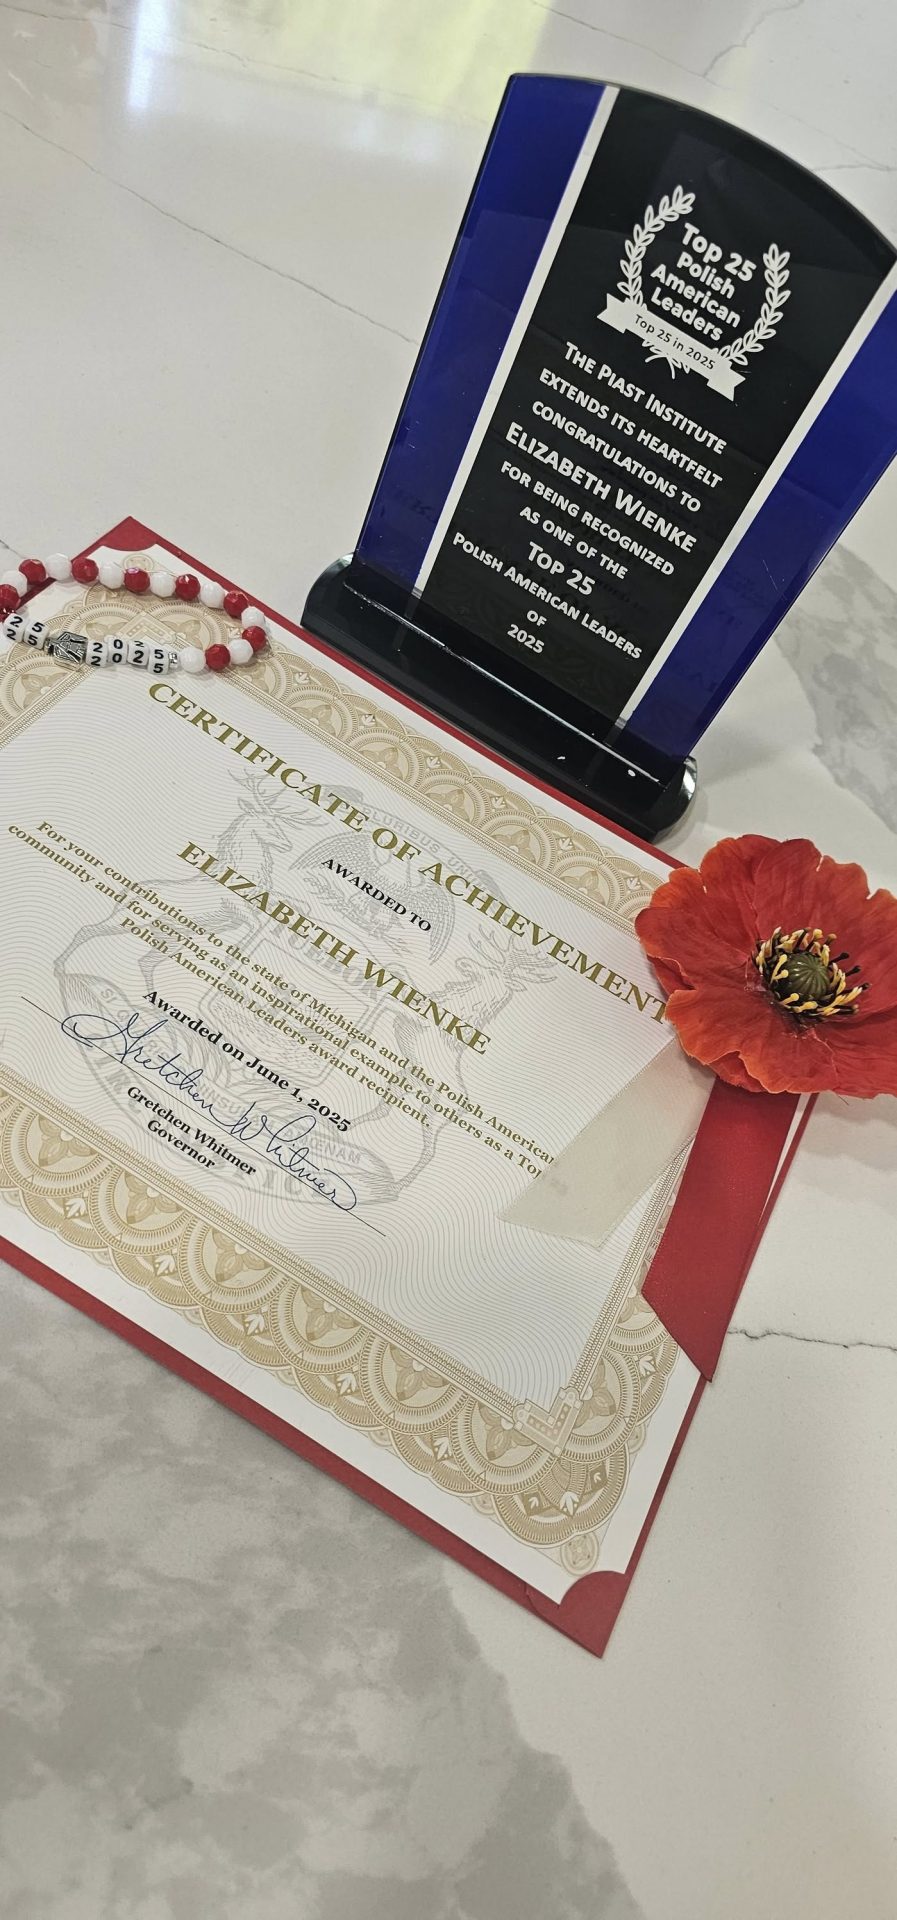 Top 25
Polish
American
Leaders
Top 25 in 2025
THE PIAST INSTITUTE
EXTENDS ITS HEARTFELT
CONGRATULATIONS TO
ELIZABETH WIENKE
FOR BEING RECOGNIZED
AS ONE OF THE
TOP 25
POLISH AMERICAN LEADERS
OF
2025
25 2025
25 2025
CERTIFICATE OF ACHIEVEMENT
AWARDED TO
ELIZABETH WIENKE
For your contributions to the state of Michigan and the Polish American
community and for serving as an inspirational example to others as a Top
Polish American Leaders award recipient.
Awarded on June 1, 2025
Gretchen Whitmer
Gretchen Whitmer
Governor